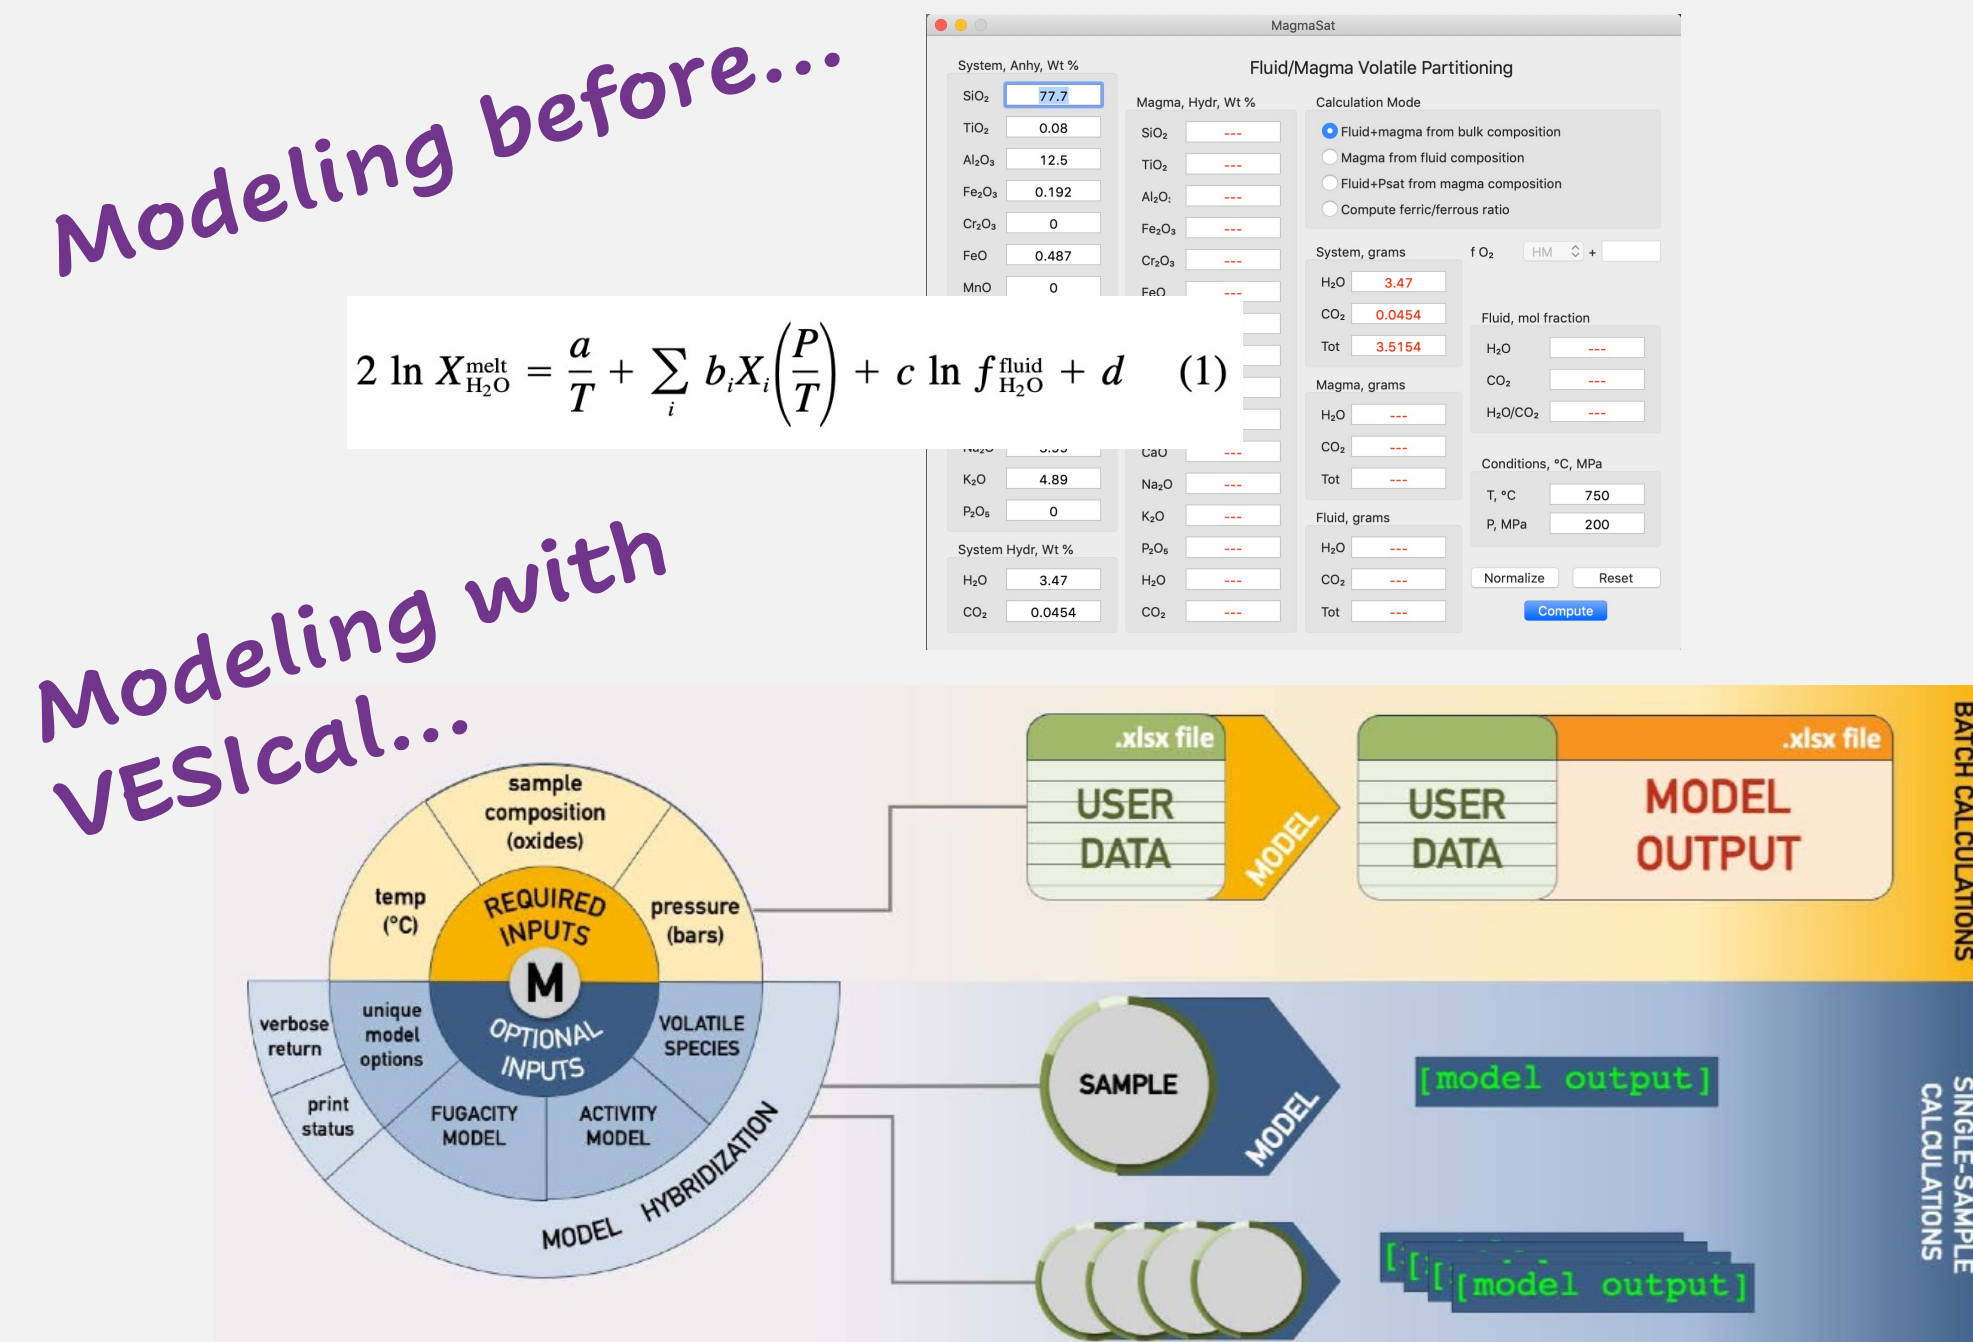 Modeling before...
MagmaSat
Fluid/Magma Volatile Partitioning
System, Anhy, Wt %
SiO₂ 77.7
TiO₂ 0.08
Al₂O₃ 12.5
Fe₂O₃ 0.192
Cr₂O₃ 0
FeO 0.487
MnO 0
K₂O 4.89
P₂O₅ 0
System Hydr, Wt %
H₂O 3.47
CO₂ 0.0454
Magma, Hydr, Wt %
SiO₂ ---
TiO₂ ---
Al₂O: ---
Fe₂O₃ ---
Cr₂O₃ ---
FeO ---
CaO ---
Na₂O ---
K₂O ---
P₂O₅ ---
H₂O ---
CO₂ ---
Calculation Mode
Fluid+magma from bulk composition
Magma from fluid composition
Fluid+Psat from magma composition
Compute ferric/ferrous ratio
System, grams
H₂O 3.47
CO₂ 0.0454
Tot 3.5154
Magma, grams
H₂O ---
CO₂ ---
Tot ---
Fluid, grams
H₂O ---
CO₂ ---
Tot ---
f O₂ HM +
Fluid, mol fraction
H₂O ---
CO₂ ---
H₂O/CO₂ ---
Conditions, °C, MPa
T, °C 750
P, MPa 200
Normalize Reset
Compute
2 ln X^melt_H₂O = a/T + ∑_i b_i X_i (P/T) + c ln f^fluid_H₂O + d (1)
Modeling with
VESIcal...
sample
composition
(oxides)
temp
(°C)
pressure
(bars)
REQUIRED
INPUTS
M
OPTIONAL
INPUTS
verbose
return
unique
model
options
VOLATILE
SPECIES
print
status
FUGACITY
MODEL
ACTIVITY
MODEL
MODEL HYBRIDIZATION
.xlsx file
USER
DATA
MODEL
.xlsx file
USER
DATA
MODEL
OUTPUT
BATCH CALCULATIONS
SAMPLE
MODEL
[model output]
[model output]
SINGLE-SAMPLE
CALCULATIONS